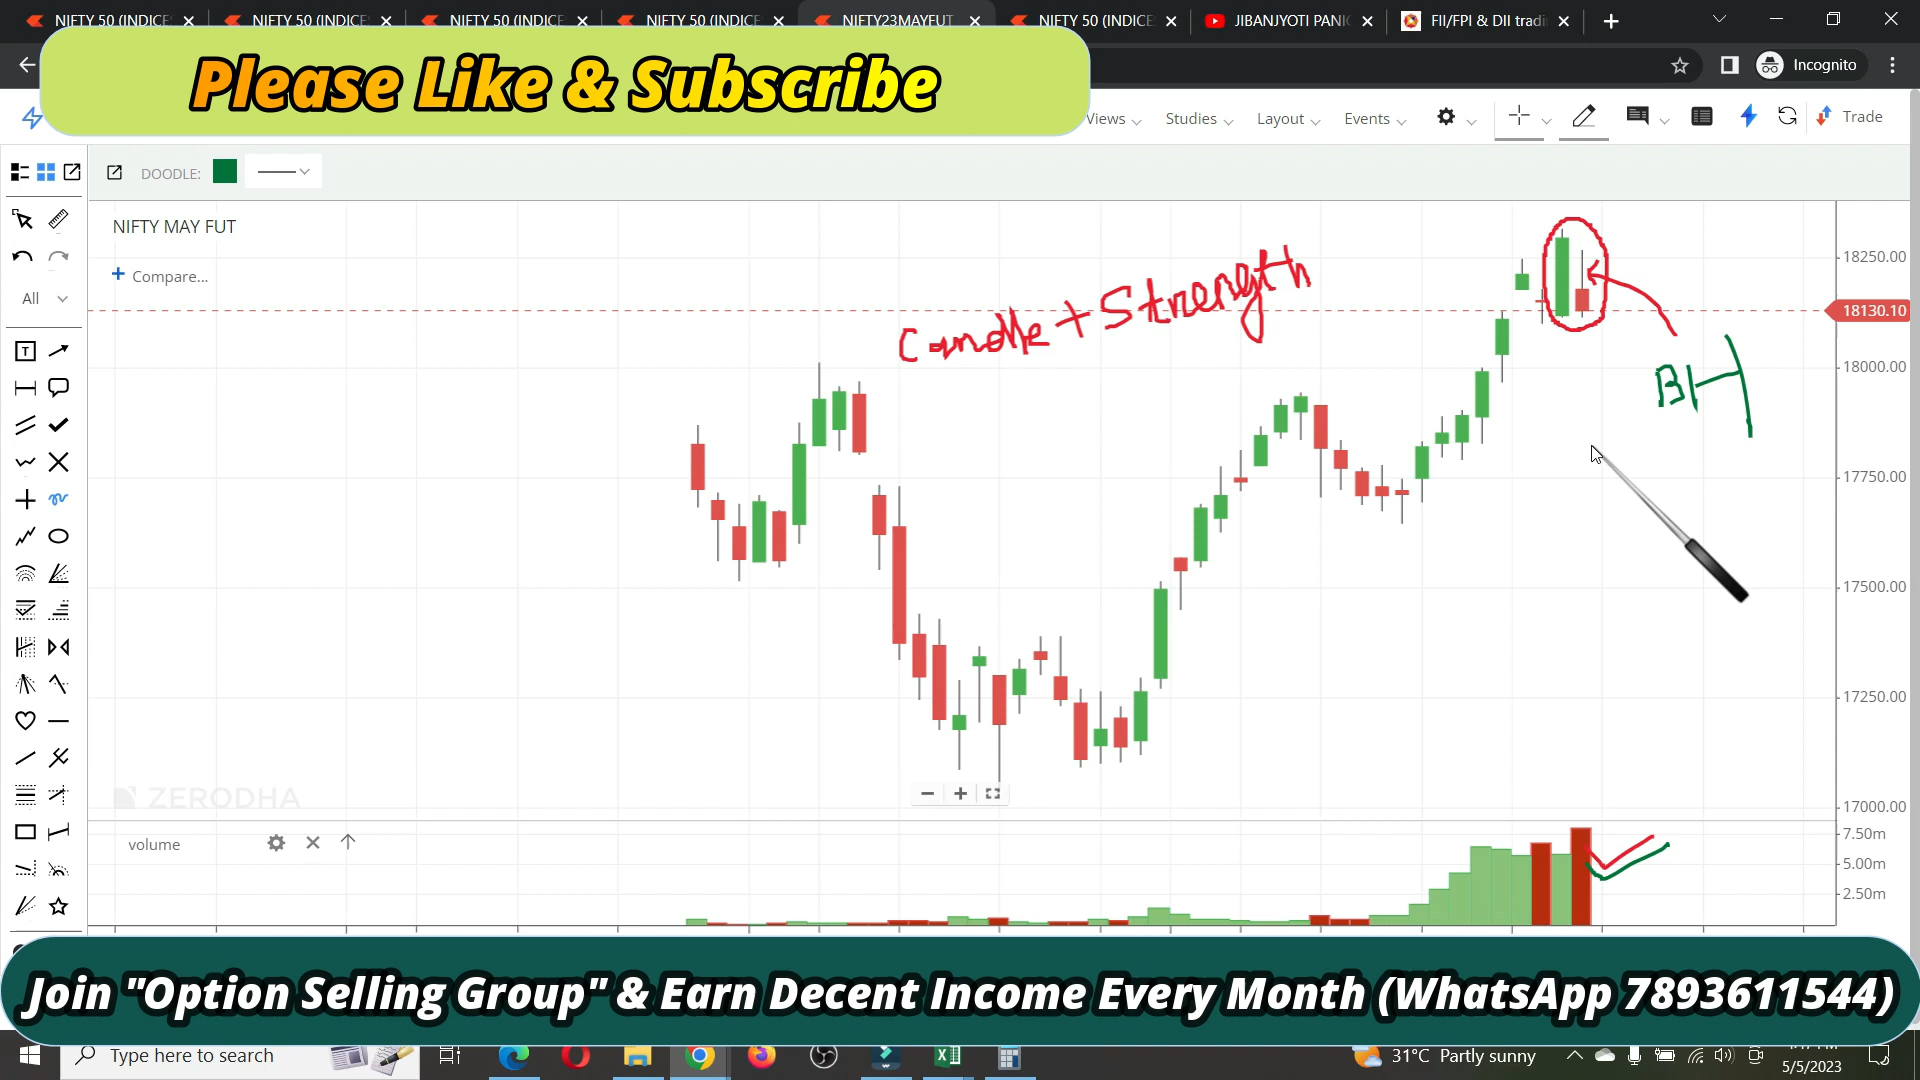 NIFTY 50 (INDICE
NIFTY 50 (INDICE
NIFTY 50 (INDICE
NIFTY 50 (INDICE
NIFTY23MAYFUT
NIFTY 50 (INDICE
JIBANJYOTI PANI
FII/FPI & DII tradi
Please Like & Subscribe
Incognito
Views
Studies
Layout
Events
Trade
DOODLE:
NIFTY MAY FUT
Compare...
All
T
Candle + Strength
BH
18250.00
18130.10
18000.00
17750.00
17500.00
17250.00
17000.00
ZERODHA
volume
7.50m
5.00m
2.50m
Join "Option Selling Group" & Earn Decent Income Every Month (WhatsApp 7893611544)
Type here to search
31°C Partly sunny
5/5/2023